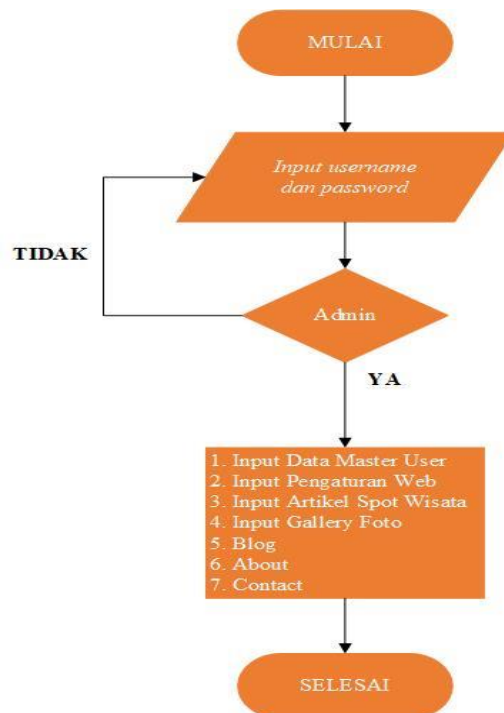 MULAI
Input username
dan password
TIDAK
Admin
YA
1. Input Data Master User
2. Input Pengaturan Web
3. Input Artikel Spot Wisata
4. Input Gallery Foto
5. Blog
6. About
7. Contact
SELESAI